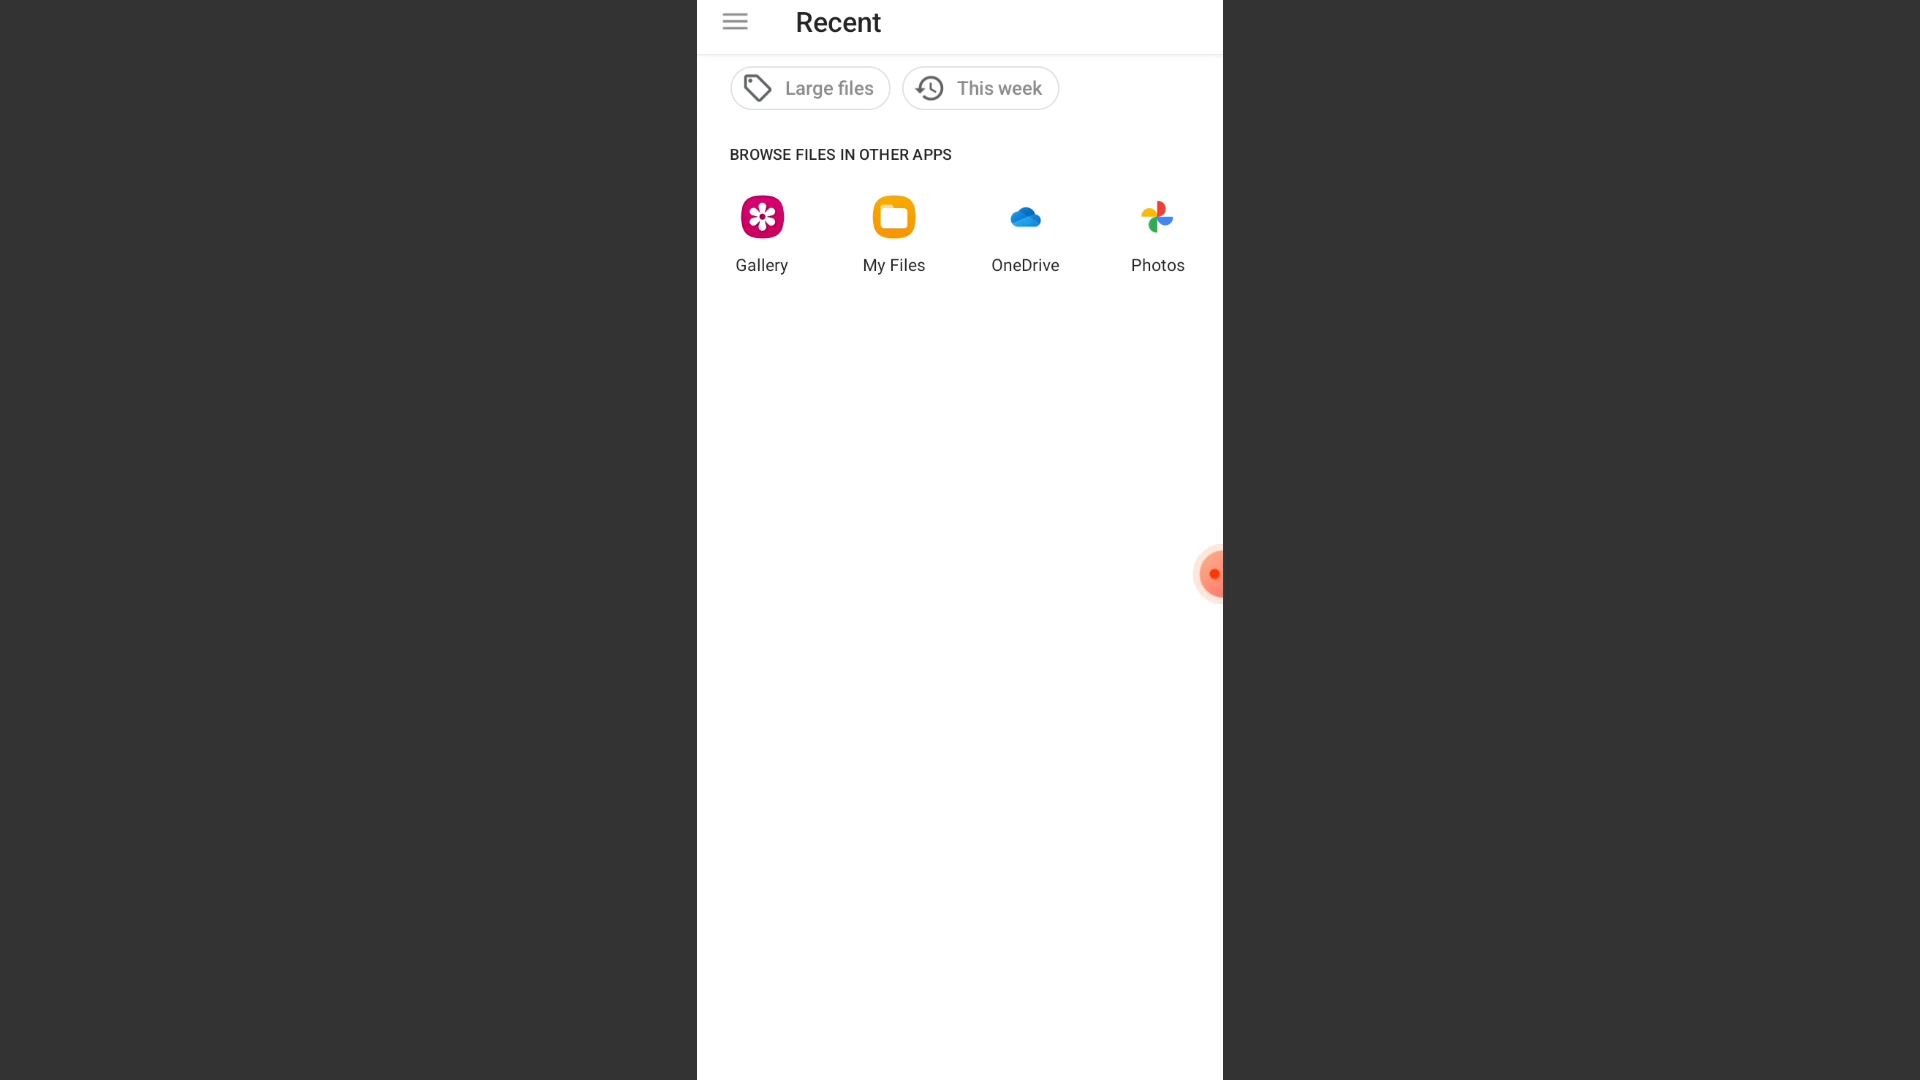 Recent
Large files
This week
BROWSE FILES IN OTHER APPS
Gallery
My Files
OneDrive
Photos